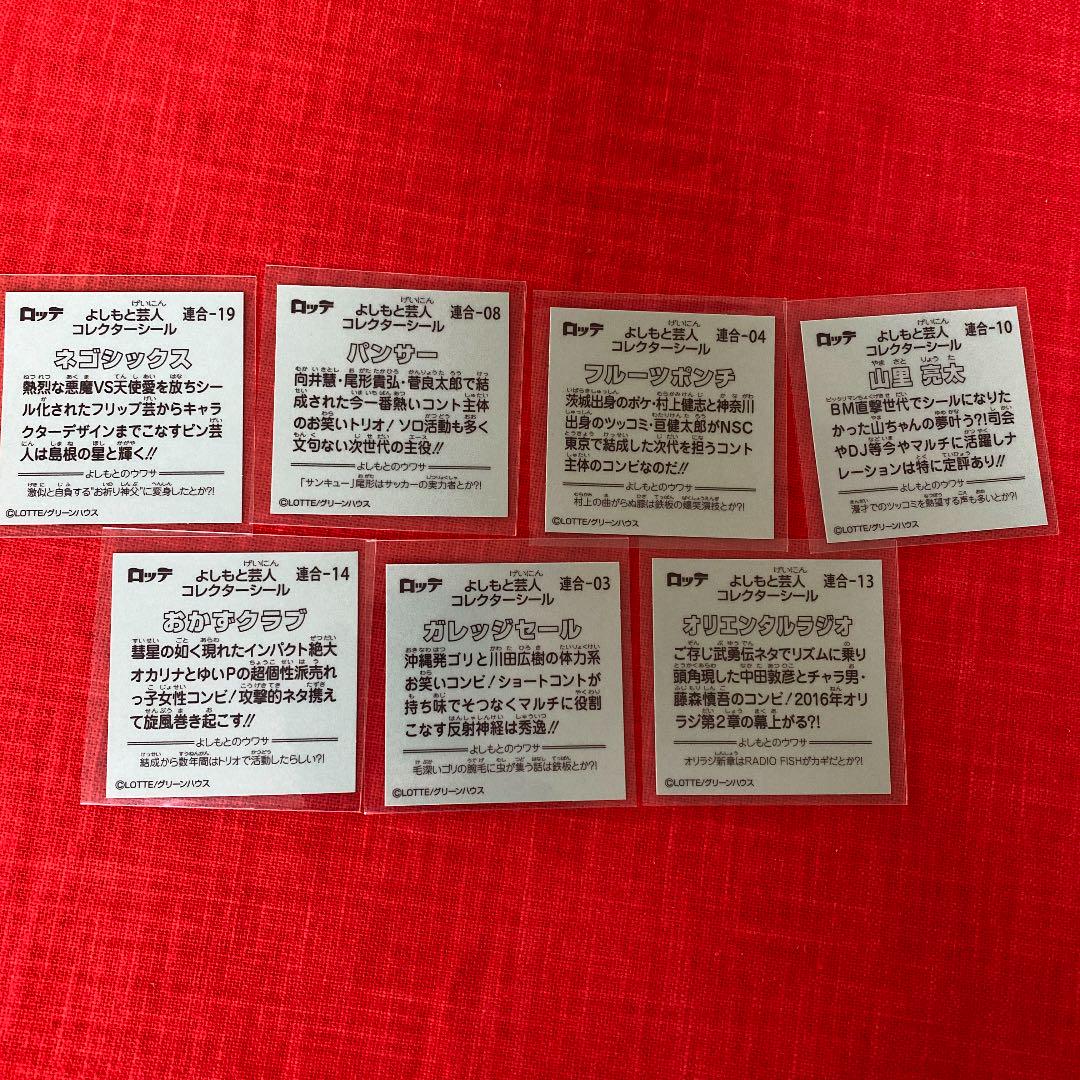 ロッテ よしもと芸人 連合-19
コレクターシール
ネゴシックス
熱烈な悪魔VS天使愛を放ちシー
ル化されたフリップ芸からキャラ
クターデザインまでこなすピン芸
人は島根の星と輝く!!
よしもとのウワサ
激似と自負する"お祈り神父"に変身したとか?!
©LOTTE/グリーンハウス
ロッテ よしもと芸人 連合-08
コレクターシール
パンサー
向井慧・尾形貴弘・菅良太郎で結
成された今一番熱いコント主体
のお笑いトリオ!ソロ活動も多く
文句ない次世代の主役!!
よしもとのウワサ
「サンキュー」尾形はサッカーの実力者とか?!
©LOTTE/グリーンハウス
ロッテ よしもと芸人 連合-04
コレクターシール
フルーツポンチ
茨城出身のボケ・村上健志と神奈川
出身のツッコミ・亘健太郎がNSC
東京で結成した次代を担うコント
主体のコンビなのだ!!
よしもとのウワサ
村上の曲がらぬ膝は鉄板の爆笑演技とか?!
©LOTTE/グリーンハウス
ロッテ よしもと芸人 連合-10
コレクターシール
山里 亮太
BM直撃世代でシールになりた
かった山ちゃんの夢叶う?!司会
やDJ等今やマルチに活躍しナ
レーションは特に定評あり!!
よしもとのウワサ
漫才でのツッコミを熱望する声も多いとか?!
©LOTTE/グリーンハウス
ロッテ よしもと芸人 連合-14
コレクターシール
おかずクラブ
彗星の如く現れたインパクト絶大
オカリナとゆいPの超個性派売れ
っ子女性コンビ!攻撃的ネタ携え
て旋風巻き起こす!!
よしもとのウワサ
結成から数年間はトリオで活動したらしい?!
©LOTTE/グリーンハウス
ロッテ よしもと芸人 連合-03
コレクターシール
ガレッジセール
沖縄発ゴリと川田広樹の体力系
お笑いコンビ!ショートコントが
持ち味でそつなくマルチに役割
こなす反射神経は秀逸!!
よしもとのウワサ
毛深いゴリの腕毛に虫が集う話は鉄板とか?!
©LOTTE/グリーンハウス
ロッテ よしもと芸人 連合-13
コレクターシール
オリエンタルラジオ
ご存じ武勇伝ネタでリズムに乗り
頭角現した中田敦彦とチャラ男・
藤森慎吾のコンビ!2016年オリ
ラジ第2章の幕上がる?!
よしもとのウワサ
オリラジ新章はRADIO FISHがカギだとか?!
©LOTTE/グリーンハウス